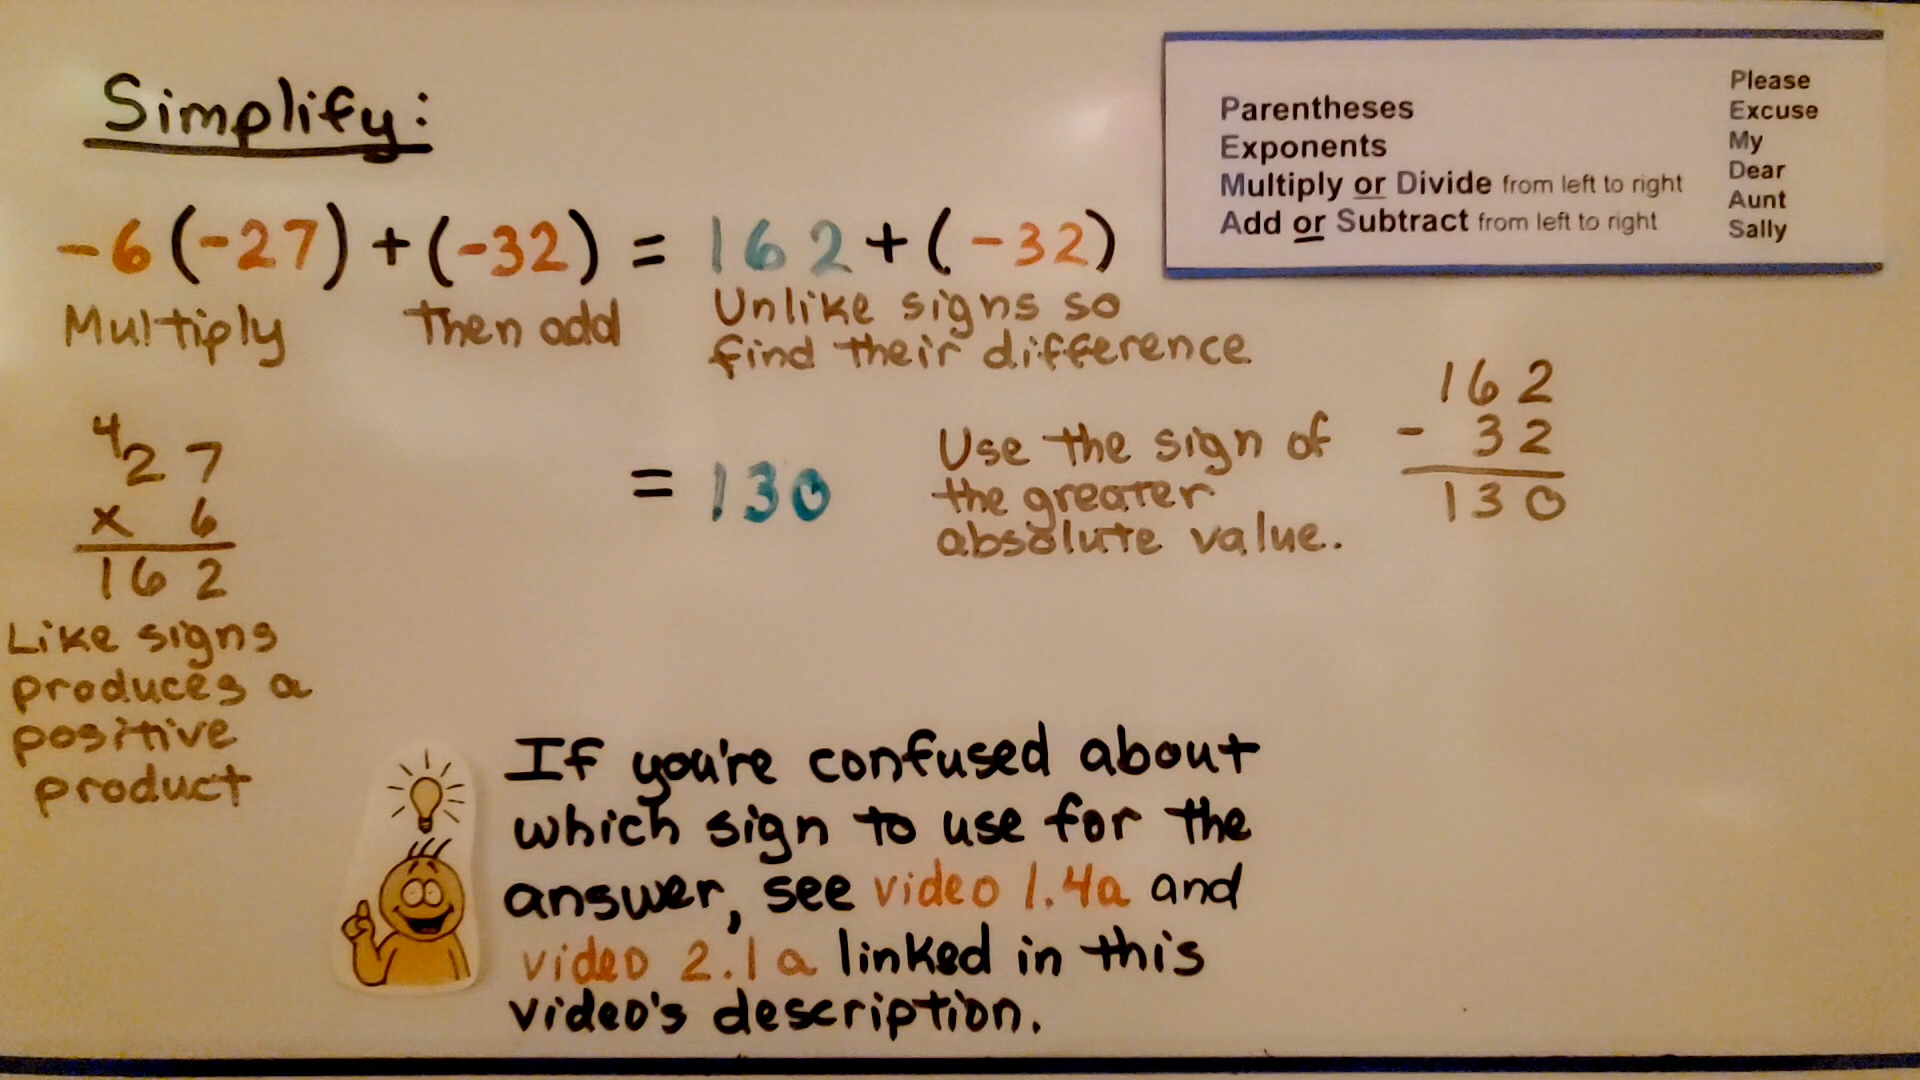 Simplify:
Parentheses
Exponents
Multiply or Divide from left to right
Add or Subtract from left to right
Please
Excuse
My
Dear
Aunt
Sally
-6(-27)+(-32) = 162+(-32)
Multiply Then add
Unlike signs so
find their difference
4
27
x 6
162
Like signs
produces a
positive
product
= 130
Use the sign of
the greater
absolute value.
162
- 32
130
If you're confused about
which sign to use for the
answer, see video 1.4a and
video 2.1a linked in this
video's description.